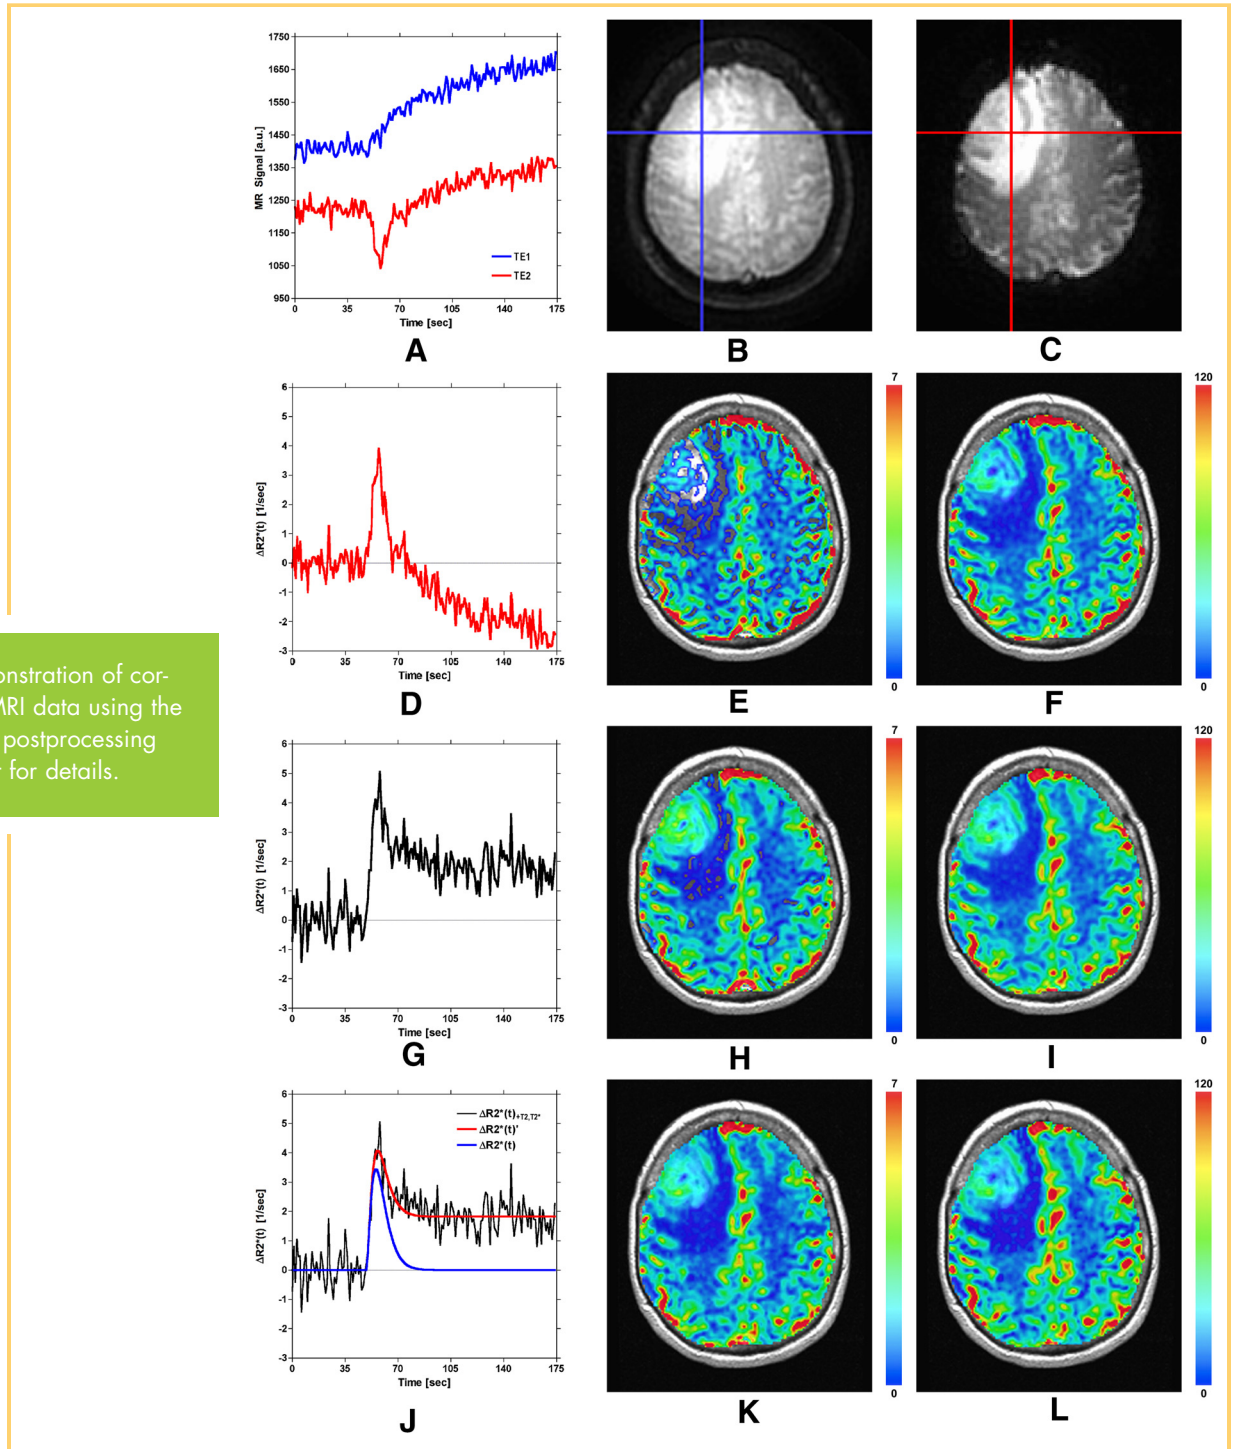 1750
1650
1550
1450
1350
1250
1150
1050
950
MR Signal [a.u.]
TE1
TE2
0 35 70 105 140 175
Time [sec]
A
B
C
6
5
4
3
2
1
0
-1
-2
-3
ΔR2*(t) [1/sec]
0 35 70 105 140 175
Time [sec]
D
7
0
E
120
0
F
onstration of cor-
MRI data using the
postprocessing
for details.
6
5
4
3
2
1
0
-1
-2
-3
ΔR2*(t) [1/sec]
0 35 70 105 140 175
Time [sec]
G
7
0
H
120
0
I
6
5
4
3
2
1
0
-1
-2
-3
ΔR2*(t) [1/sec]
ΔR2*(t)+T2,T2*
ΔR2*(t)'
ΔR2*(t)
0 35 70 105 140 175
Time [sec]
J
7
0
K
120
0
L